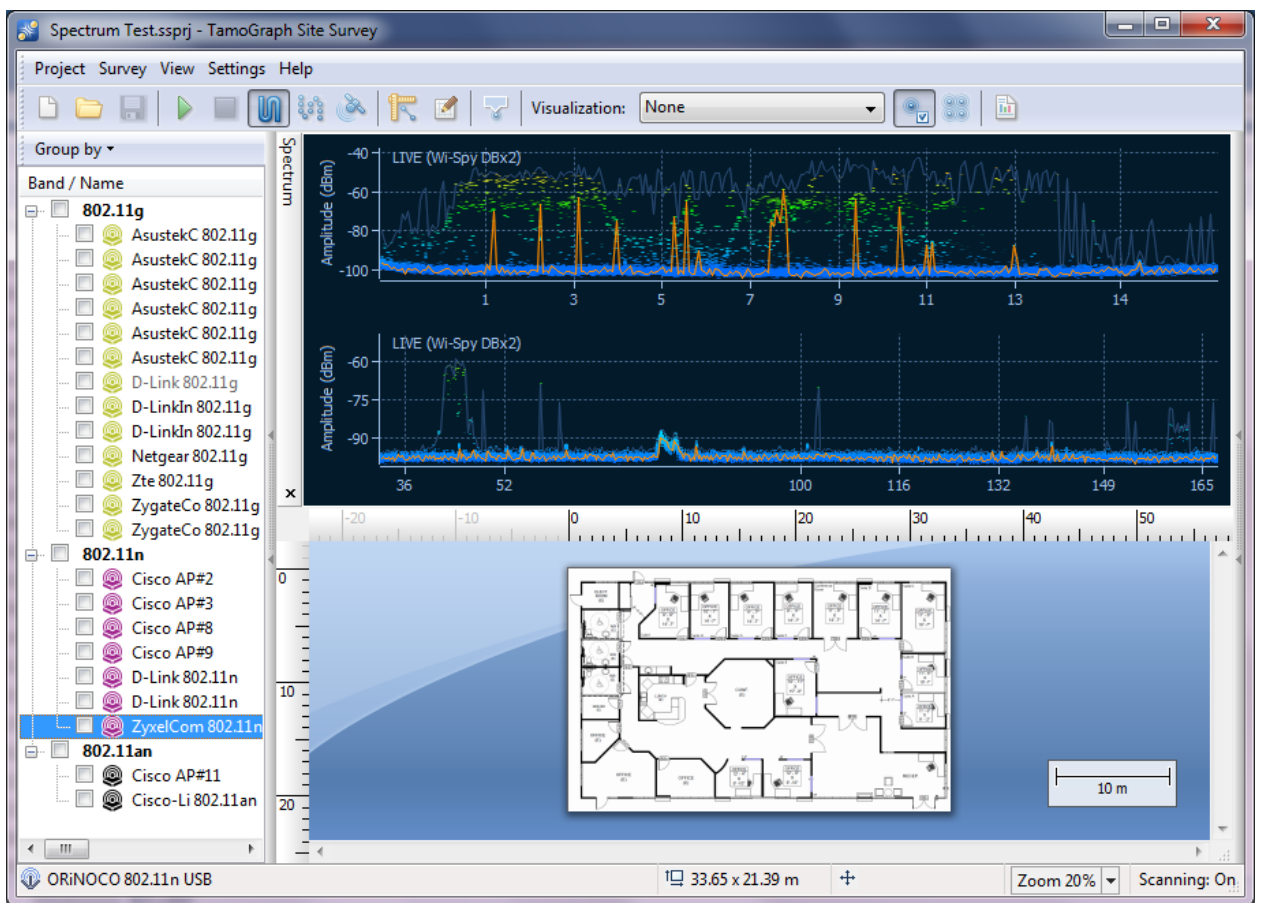 Spectrum Test.ssprj - TamoGraph Site Survey
Project Survey View Settings Help
Visualization: None
Group by
Band / Name
802.11g
AsustekC 802.11g
AsustekC 802.11g
AsustekC 802.11g
AsustekC 802.11g
AsustekC 802.11g
AsustekC 802.11g
D-Link 802.11g
D-LinkIn 802.11g
D-LinkIn 802.11g
Netgear 802.11g
Zte 802.11g
ZygateCo 802.11g
ZygateCo 802.11g
802.11n
Cisco AP#2
Cisco AP#3
Cisco AP#8
Cisco AP#9
D-Link 802.11n
D-Link 802.11n
ZyxelCom 802.11n
802.11an
Cisco AP#11
Cisco-Li 802.11an
Spectrum
LIVE (Wi-Spy DBx2)
Amplitude (dBm)
-40
-60
-80
-100
1 3 5 7 9 11 13 14
LIVE (Wi-Spy DBx2)
Amplitude (dBm)
-60
-75
-90
36 52 100 116 132 149 165
-20 -10 0 10 20 30 40 50
0
10
20
10 m
ORiNOCO 802.11n USB
33.65 x 21.39 m
Zoom 20%
Scanning: On